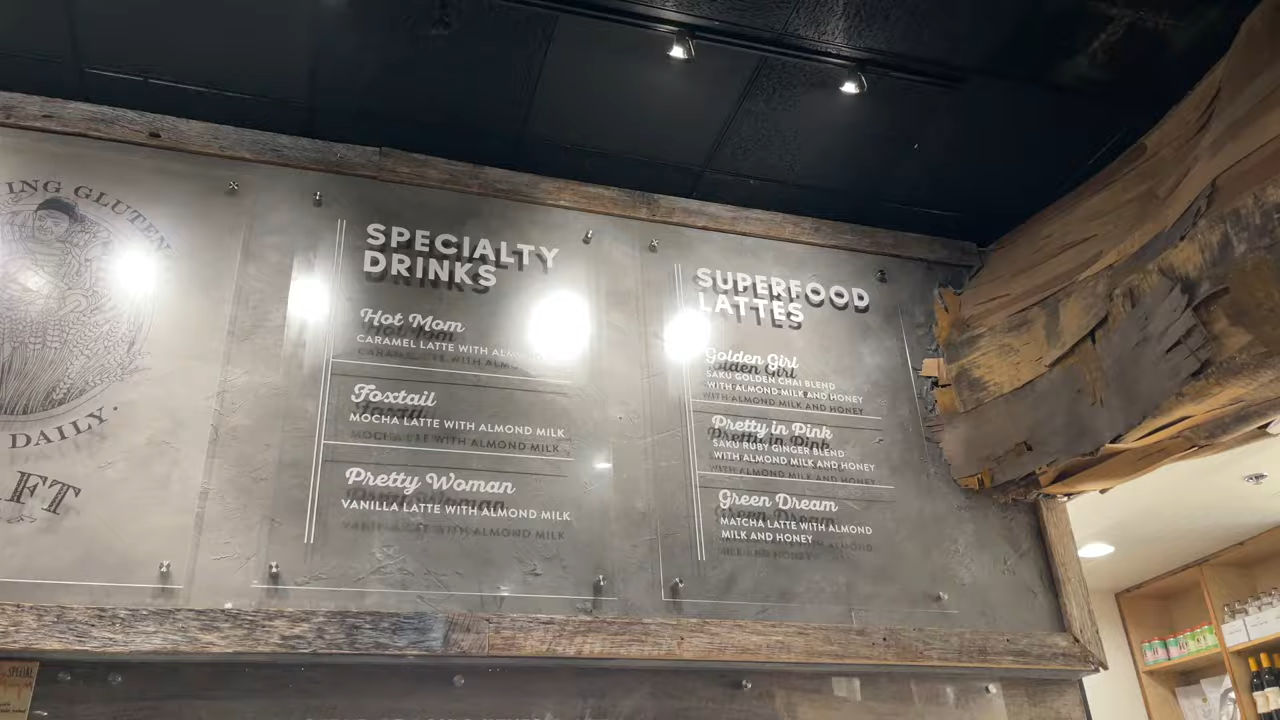 ING GLUTEN
DAILY.
FT
SPECIALTY
DRINKS
Hot Mom
CARAMEL LATTE WITH
Foxtail
MOCHA LATTE WITH ALMOND MILK
Pretty Woman
VANILLA LATTE WITH ALMOND MILK
SUPERFOOD
LATTES
Golden Girl
SAKU GOLDEN CHAI BLEND
WITH ALMOND MILK AND HONEY
Pretty in Pink
SAKU RUBY GINGER BLEND
WITH ALMOND MILK AND HONEY
Green Dream
MATCHA LATTE WITH ALMOND
MILK AND HONEY
SPECIAL